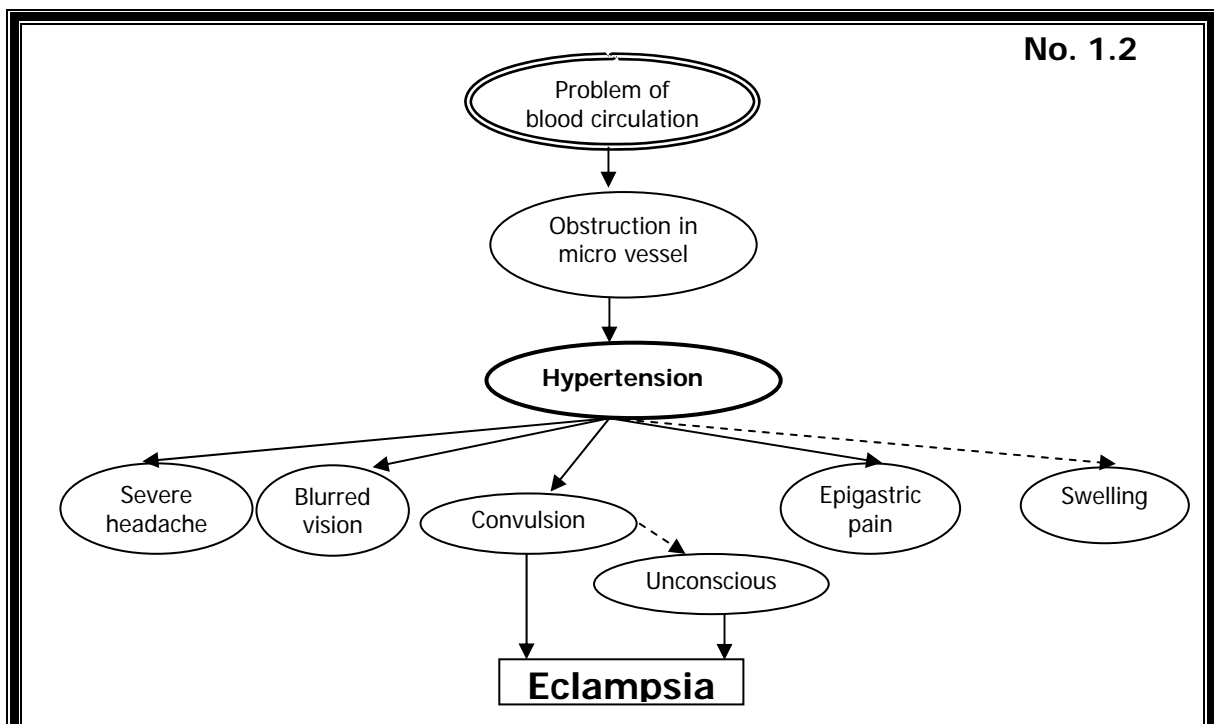 No. 1.2
Problem of
blood circulation
Obstruction in
micro vessel
Hypertension
Severe
headache
Blurred
vision
Convulsion
Epigastric
pain
Swelling
Unconscious
Eclampsia